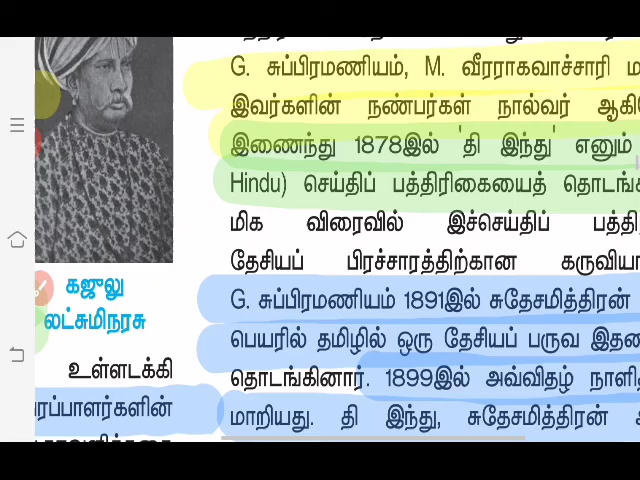 G. சுப்பிரமணியம், M. வீரராகவாச்சாரி
இவர்களின் நண்பர்கள் நால்வர்
இணைந்து 1878இல் 'தி இந்து' எனும்
Hindu) செய்திப் பத்திரிகையைத்
மிக விரைவில் இச்செய்திப்
தேசியப் பிரச்சாரத்திற்கான
G. சுப்பிரமணியம் 1891இல் சுதேசமித்திரன்
பெயரில் தமிழில் ஒரு தேசியப் பருவ
தொடங்கினார். 1899இல் அவ்விதழ்
மாறியது. தி இந்து, சுதேசமித்திரன்
கஜுலு
லட்சுமிநரசு
உள்ளடக்கி